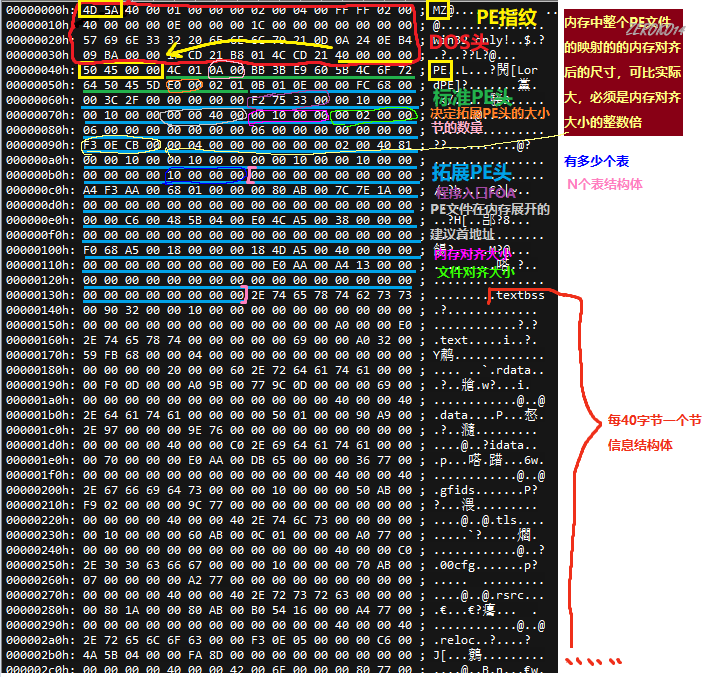 00000000h: 4D 5A 40 00 01 00 00 00 02 00 04 00 FF FF 02 00 ; MZ@
PE指纹
00000010h: 40 00 00 00 0E 00 00 00 1C 00 00 00 00 00 00 00 ; @
00000020h: 57 69 6E 33 32 20 6F 6E 6C 79 21 0D 0A 24 0E B4 ; Win32 only!..$.?
DOS头
00000030h: 09 BA 00 00 1F CD 21 B8 01 4C CD 21 40 00 00 00 ;
00000040h: 50 45 00 00 4C 01 0A 00 BB 3B E9 60 5B 4C 6F 72 ; PE
00000050h: 64 50 45 5D E0 00 02 01 0B 01 0E 00 00 FC 68 00 ;
标准PE头
00000060h: 00 3C 2F 00 00 00 00 00 F2 75 33 00 00 10 00 00 ;
00000070h: 00 10 00 00 00 00 40 00 00 10 00 00 00 02 00 00 ;
决定拓展PE头的大小
00000080h: 06 00 00 00 00 00 00 00 06 00 00 00 00 00 00 00 ;
节的数量
00000090h: F3 0E CB 00 00 04 00 00 00 00 00 00 02 00 40 81 ;
000000a0h: 00 00 10 00 00 10 00 00 00 00 10 00 00 10 00 00 ;
000000b0h: 00 00 00 00 10 00 00 00 00 00 00 00 00 00 00 00 ;
拓展PE头
000000c0h: A4 F3 AA 00 68 01 00 00 00 80 AB 00 7C 7E 1A 00 ;
程序入口FOA
000000d0h: 00 00 00 00 00 00 00 00 00 00 00 00 00 00 00 00 ;
PE文件在内存展开的
000000e0h: 00 00 C6 00 48 5B 04 00 E0 4C A5 00 38 00 00 00 ;
000000f0h: 00 00 00 00 00 00 00 00 00 00 00 00 00 00 00 00 ;
建议首地址
00000100h: F0 68 A5 00 18 00 00 00 18 4D A5 00 40 00 00 00 ;
内存对齐大小
00000110h: 00 00 00 00 00 00 00 00 00 E0 AA 00 A4 13 00 00 ;
文件对齐大小
00000120h: 00 00 00 00 00 00 00 00 00 00 00 00 00 00 00 00 ;
00000130h: 00 00 00 00 00 00 00 00 2E 74 65 78 74 62 73 73 ; .........textbss
00000140h: 00 90 32 00 00 10 00 00 00 00 00 00 00 00 00 00 ;
00000150h: 00 00 00 00 00 00 00 00 00 00 00 00 A0 00 00 E0 ;
00000160h: 2E 74 65 78 74 00 00 00 00 00 69 00 00 A0 32 00 ; .text.....i..?.
00000170h: 59 FB 68 00 00 04 00 00 00 00 00 00 00 00 00 00 ;
00000180h: 00 00 00 00 20 00 00 60 2E 72 64 61 74 61 00 00 ; .... ..`.rdata..
00000190h: 00 F0 0D 00 00 A0 9B 00 77 9C 0D 00 00 00 69 00 ;
000001a0h: 00 00 00 00 00 00 00 00 00 00 00 00 40 00 00 40 ; ............@..@
000001b0h: 2E 64 61 74 61 00 00 00 00 50 01 00 00 90 A9 00 ;
000001c0h: 2E 97 00 00 00 9E 76 00 00 00 00 00 00 00 00 00 ;
000001d0h: 00 00 00 00 40 00 00 C0 2E 69 64 61 74 61 00 00 ; ....@..?idata..
000001e0h: 00 70 00 00 00 E0 AA 00 DB 65 00 00 00 36 77 00 ;
000001f0h: 00 00 00 00 00 00 00 00 00 00 00 00 40 00 00 40 ; ............@..@
00000200h: 2E 67 66 69 64 73 00 00 00 10 00 00 00 50 AB 00 ; .gfids.......P?
00000210h: F9 02 00 00 00 9C 77 00 00 00 00 00 00 00 00 00 ;
00000220h: 00 00 00 00 40 00 00 40 2E 74 6C 73 00 00 00 00 ; ....@..@.tls....
00000230h: 00 10 00 00 00 60 AB 00 0C 01 00 00 00 A0 77 00 ;
00000240h: 00 00 00 00 00 00 00 00 00 00 00 00 40 00 00 C0 ; ............@..?
00000250h: 2E 30 30 63 66 67 00 00 00 10 00 00 00 70 AB 00 ; .00cfg.......p?
00000260h: 07 00 00 00 00 A2 77 00 00 00 00 00 00 00 00 00 ;
00000270h: 00 00 00 00 40 00 00 40 2E 72 73 72 63 00 00 00 ; ....@..@.rsrc...
00000280h: 00 80 1A 00 00 80 AB 00 B0 54 16 00 00 A4 77 00 ;
00000290h: 00 00 00 00 00 00 00 00 00 00 00 00 40 00 00 40 ; ............@..@
000002a0h: 2E 72 65 6C 6F 63 00 00 F3 0E 05 00 00 00 C6 00 ; .reloc..?....?
000002b0h: 4A 5B 04 00 00 FA 8D 00 00 00 00 00 00 00 00 00 ;
000002c0h: 00 00 00 00 40 00 00 42 00 6E 00 00 00 80 77 00 ;
内存中整个PE文件
的映射的的内存对齐
后的尺寸，可比实际
大，必须是内存对齐
大小的整数倍
有多少个表
N个表结构体
每40字节一个节
信息结构体